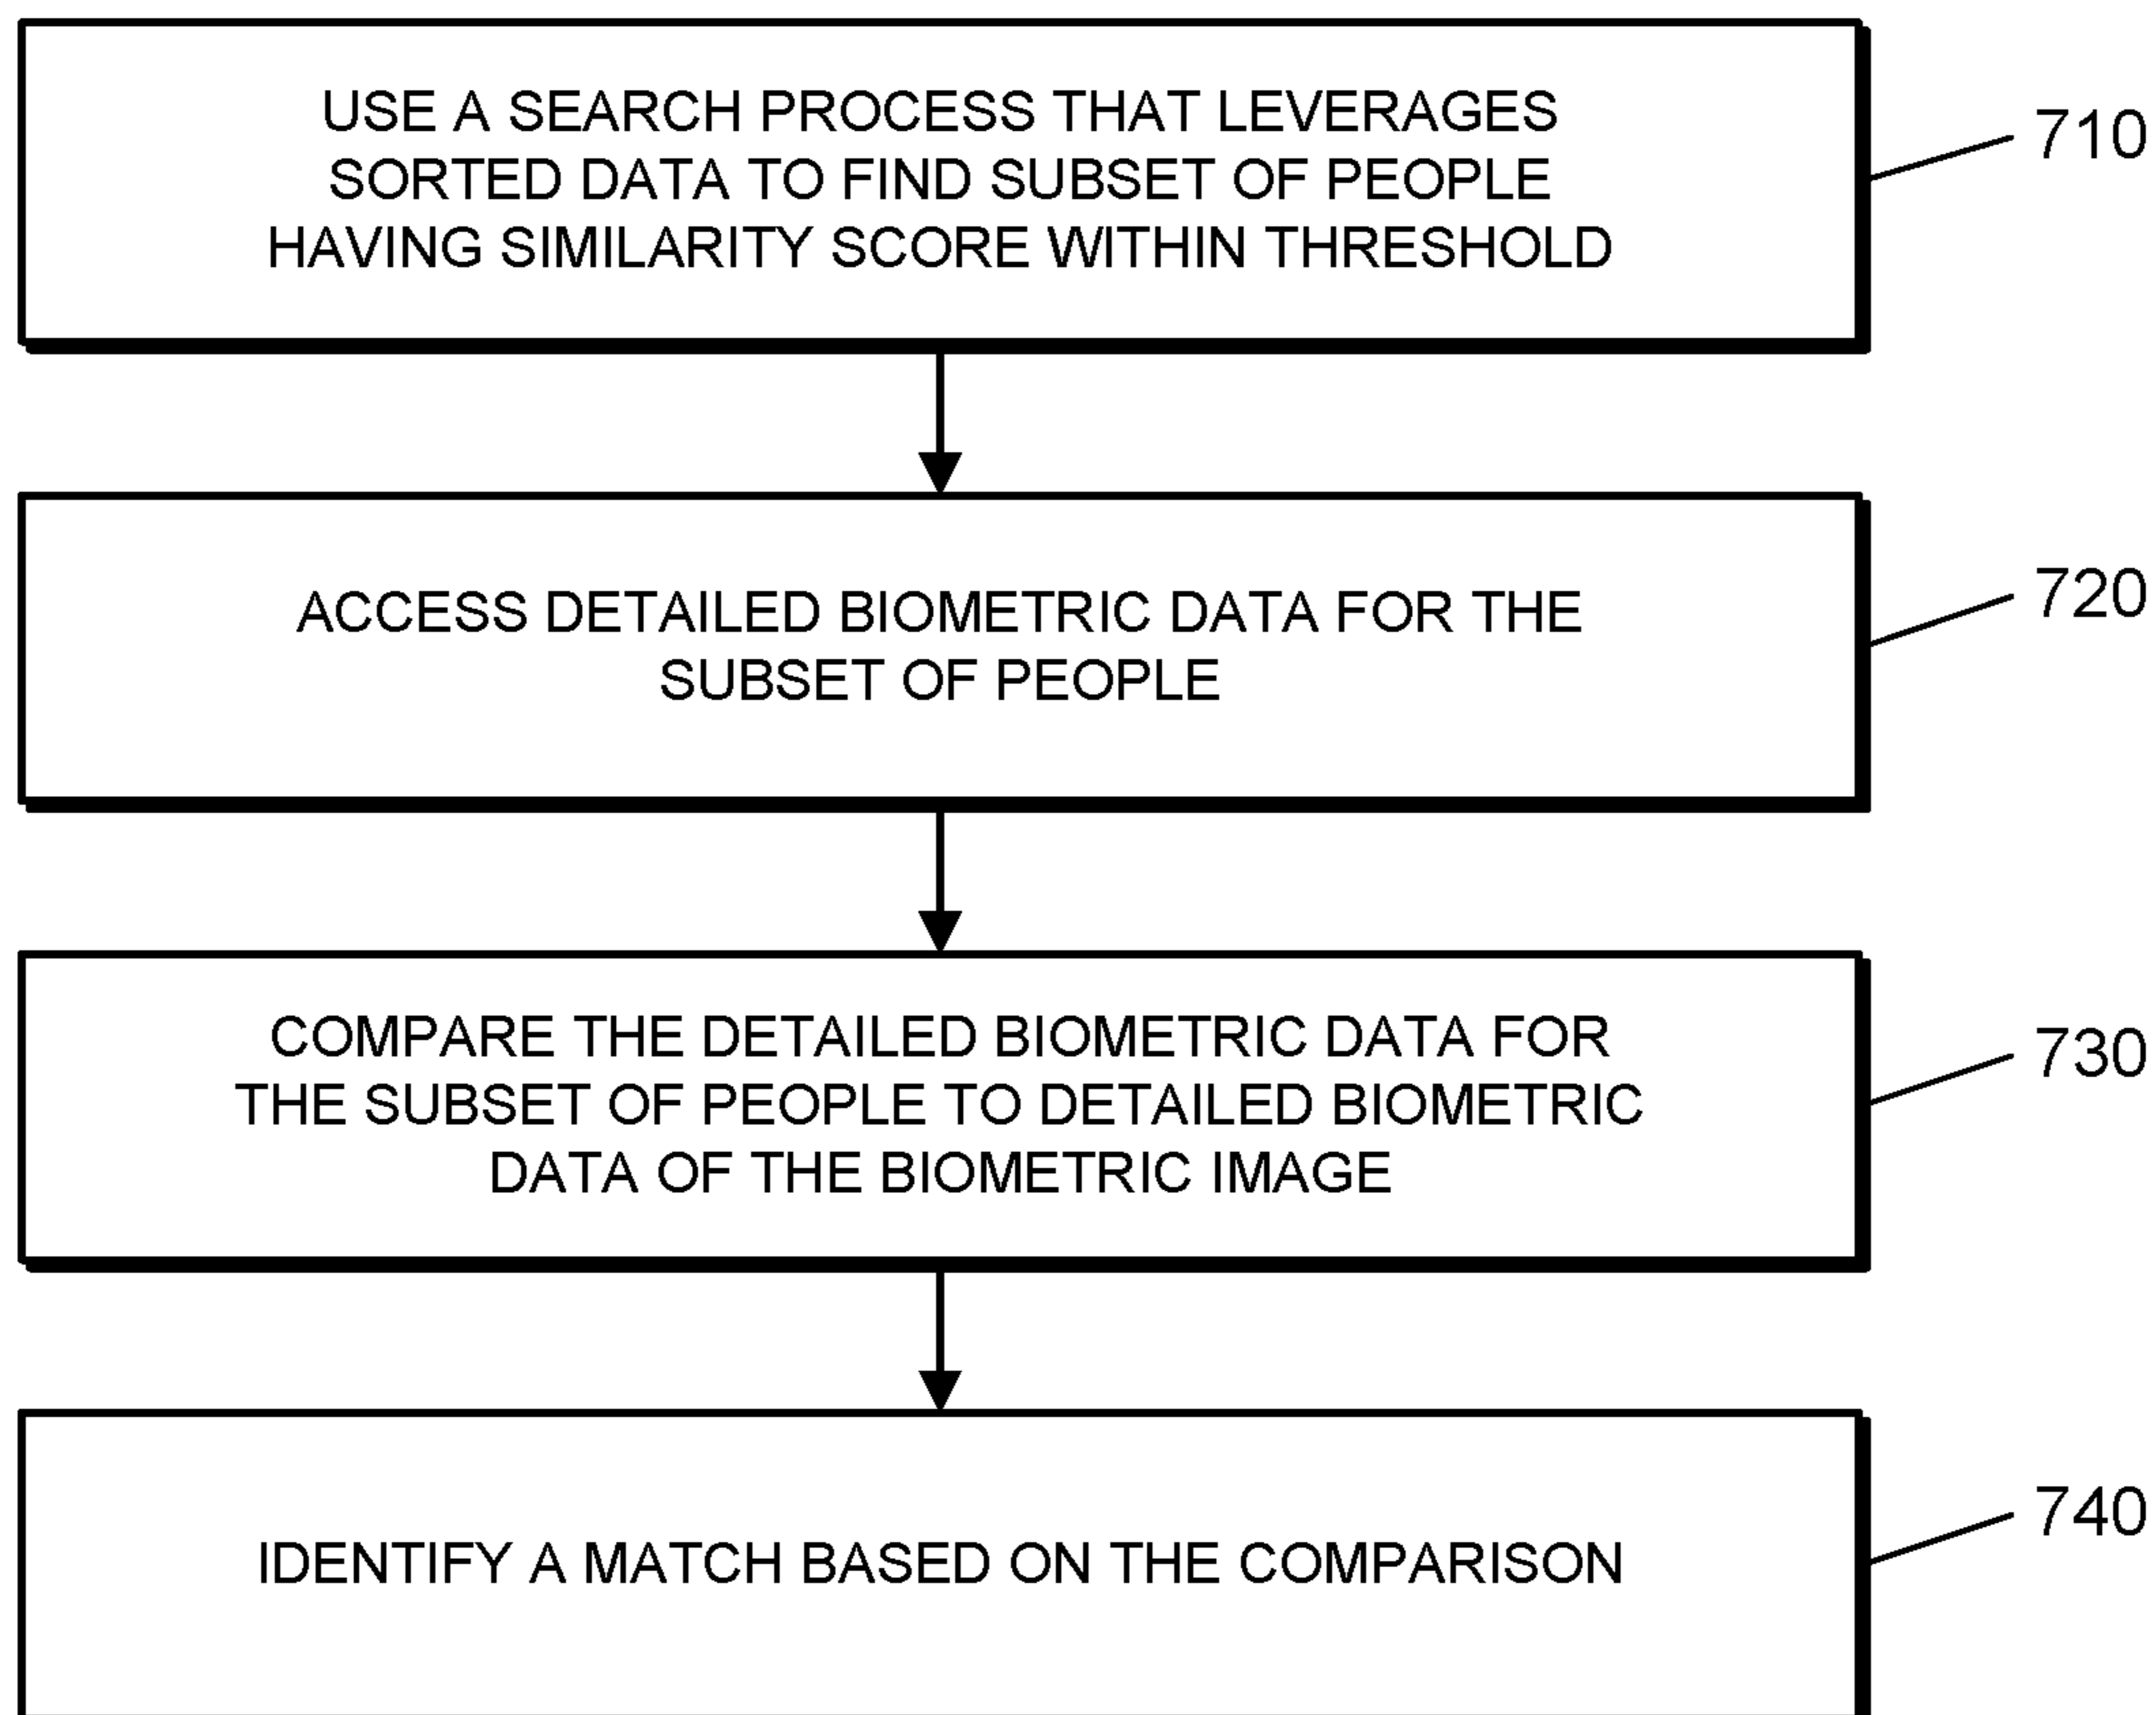 USE A SEARCH PROCESS THAT LEVERAGES
SORTED DATA TO FIND SUBSET OF PEOPLE
HAVING SIMILARITY SCORE WITHIN THRESHOLD
710
ACCESS DETAILED BIOMETRIC DATA FOR THE
SUBSET OF PEOPLE
720
COMPARE THE DETAILED BIOMETRIC DATA FOR
THE SUBSET OF PEOPLE TO DETAILED BIOMETRIC
DATA OF THE BIOMETRIC IMAGE
730
IDENTIFY A MATCH BASED ON THE COMPARISON
740